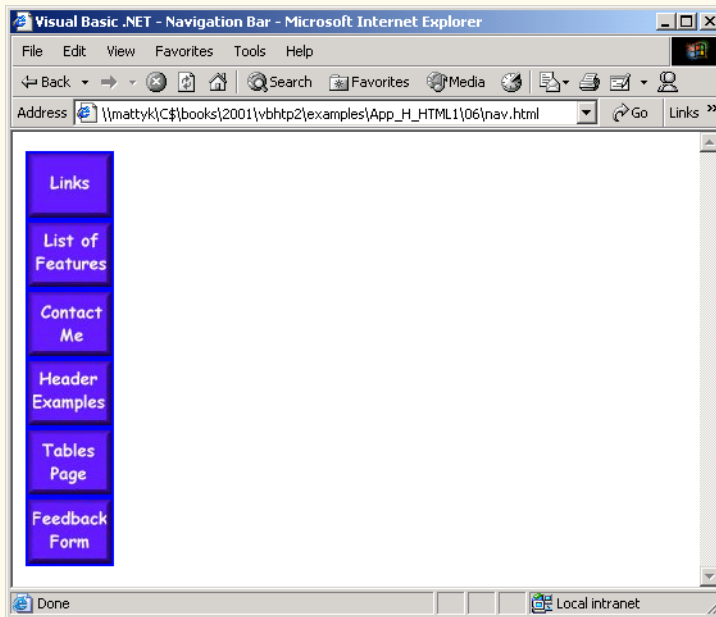 Visual Basic .NET - Navigation Bar - Microsoft Internet Explorer
File Edit View Favorites Tools Help
Back Search Favorites Media
Address \\mattyk\C$\books\2001\vbhtp2\examples\App_H_HTML1\06\nav.html Go Links »
Links
List of
Features
Contact
Me
Header
Examples
Tables
Page
Feedback
Form
Done Local intranet